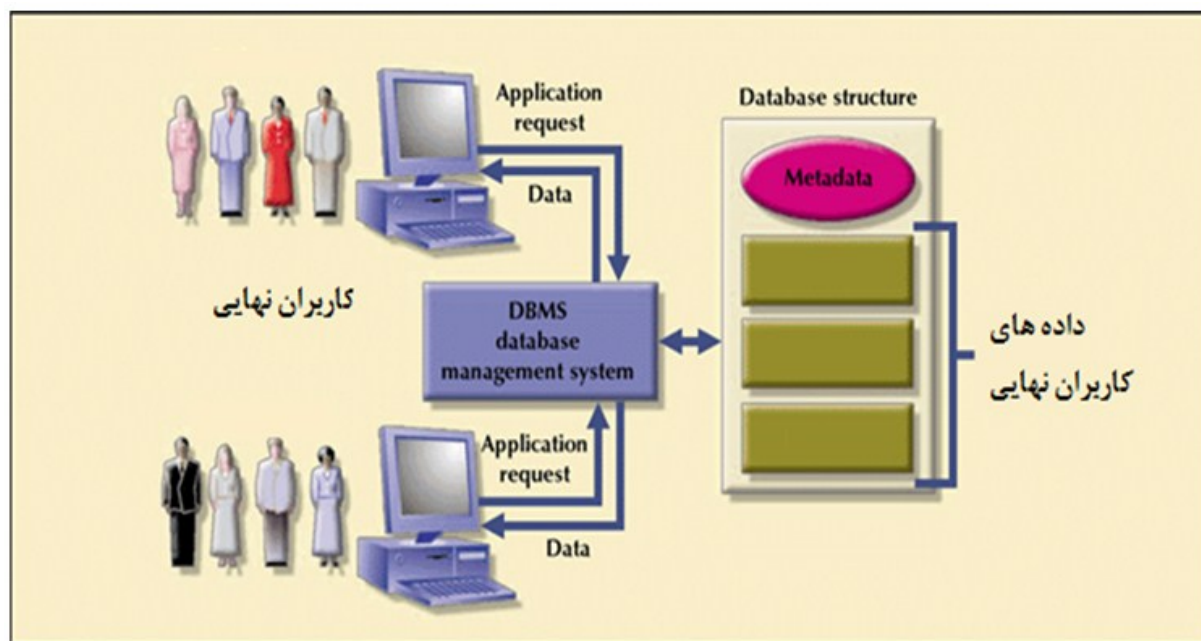 Application
request
Data
کاربران نهایی
DBMS
database
management system
Application
request
Data
Database structure
Metadata
داده های
کاربران نهایی